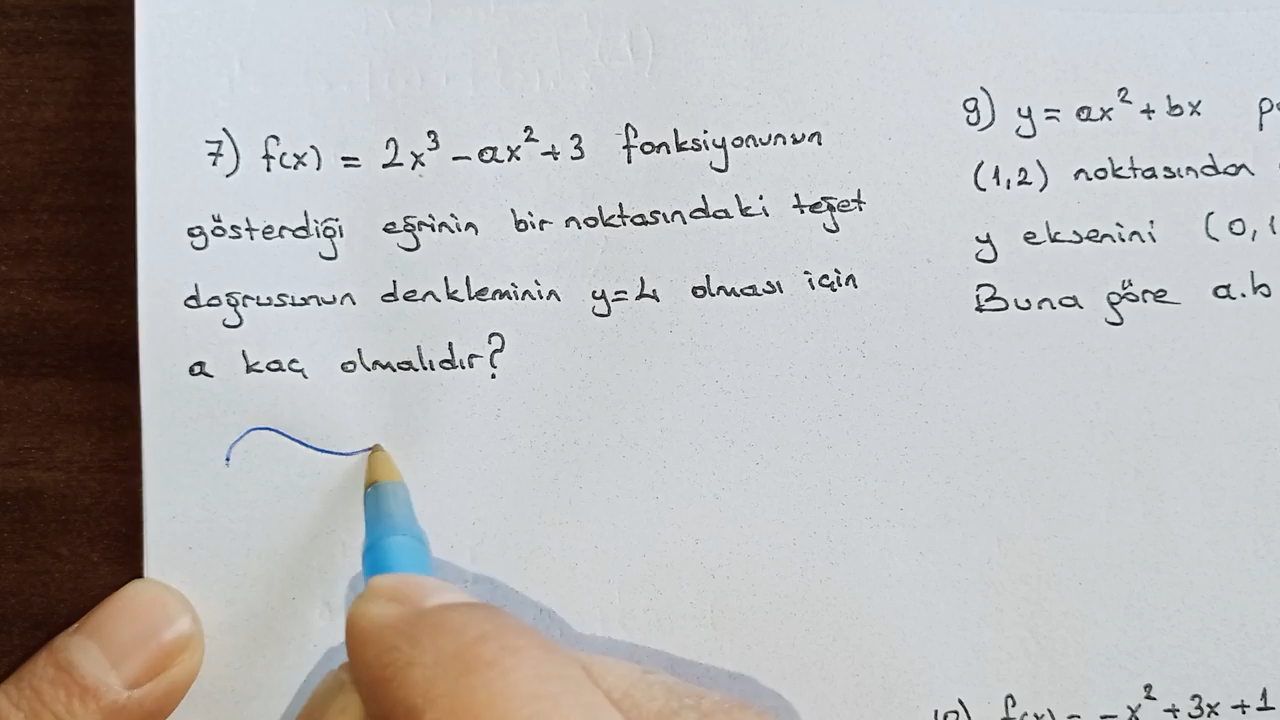 7) f(x) = 2x³ - ax² + 3 fonksiyonunun
gösterdiği eğrinin bir noktasındaki teğet
doğrusunun denkleminin y=4 olması için
a kaç olmalıdır?
9) y = ax² + bx
(1,2) noktasından
y eksenini (0,
Buna göre a.b
10) f(x) = -x² + 3x + 1